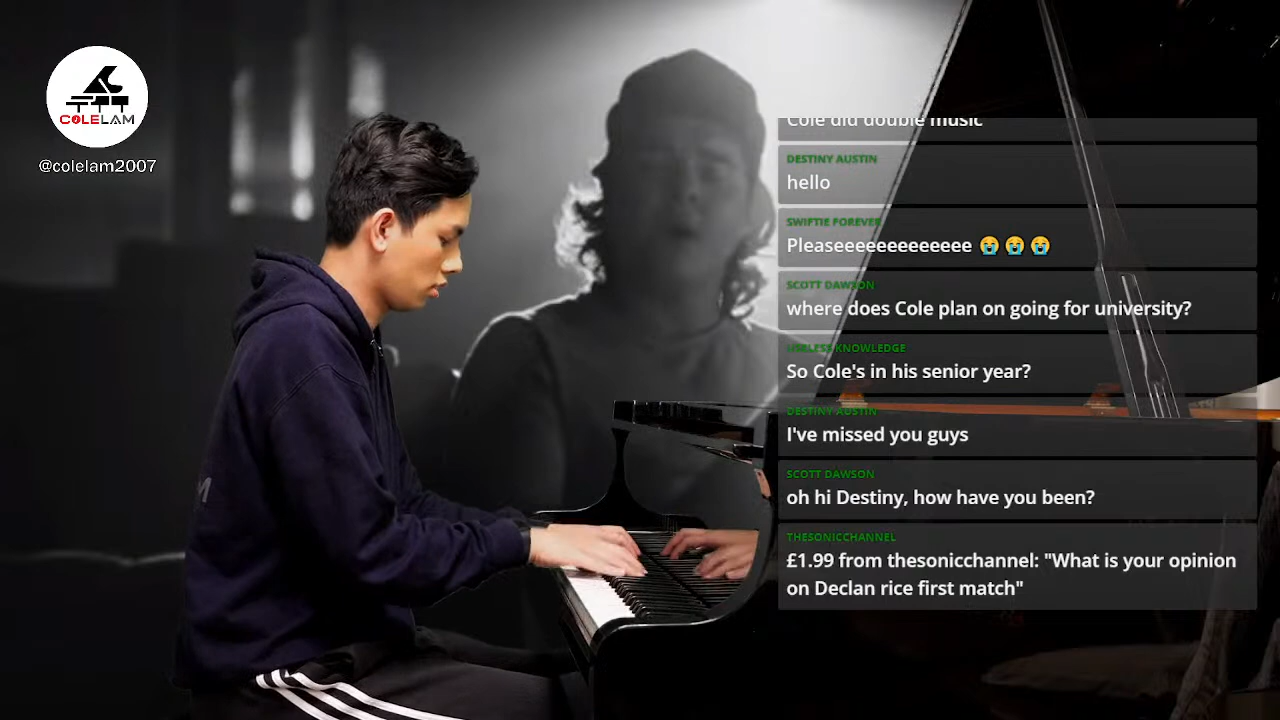 COLELAM
@colelam2007
Cole did double music
DESTINY AUSTIN
hello
SWIFTIE FOREVER
Pleaseeeeeeeeeeeee 😭 😭 😭
SCOTT DAWSON
where does Cole plan on going for university?
USELESS KNOWLEDGE
So Cole's in his senior year?
DESTINY AUSTIN
I've missed you guys
SCOTT DAWSON
oh hi Destiny, how have you been?
THESONICCHANNEL
£1.99 from thesonicchannel: "What is your opinion
on Declan rice first match"